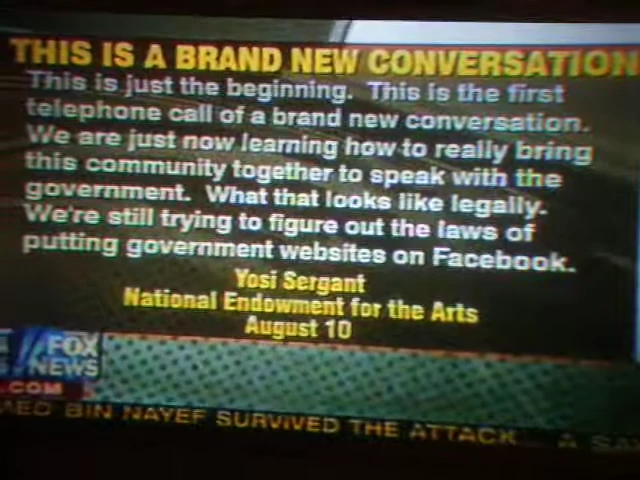 THIS IS A BRAND NEW CONVERSATION
This is just the beginning. This is the first
telephone call of a brand new conversation.
We are just now learning how to really bring
this community together to speak with the
government. What that looks like legally.
We're still trying to figure out the laws of
putting government websites on Facebook.
Yosi Sergant
National Endowment for the Arts
August 10
FOX
NEWS
.COM
BIN NAYEF SURVIVED THE ATTACK... A